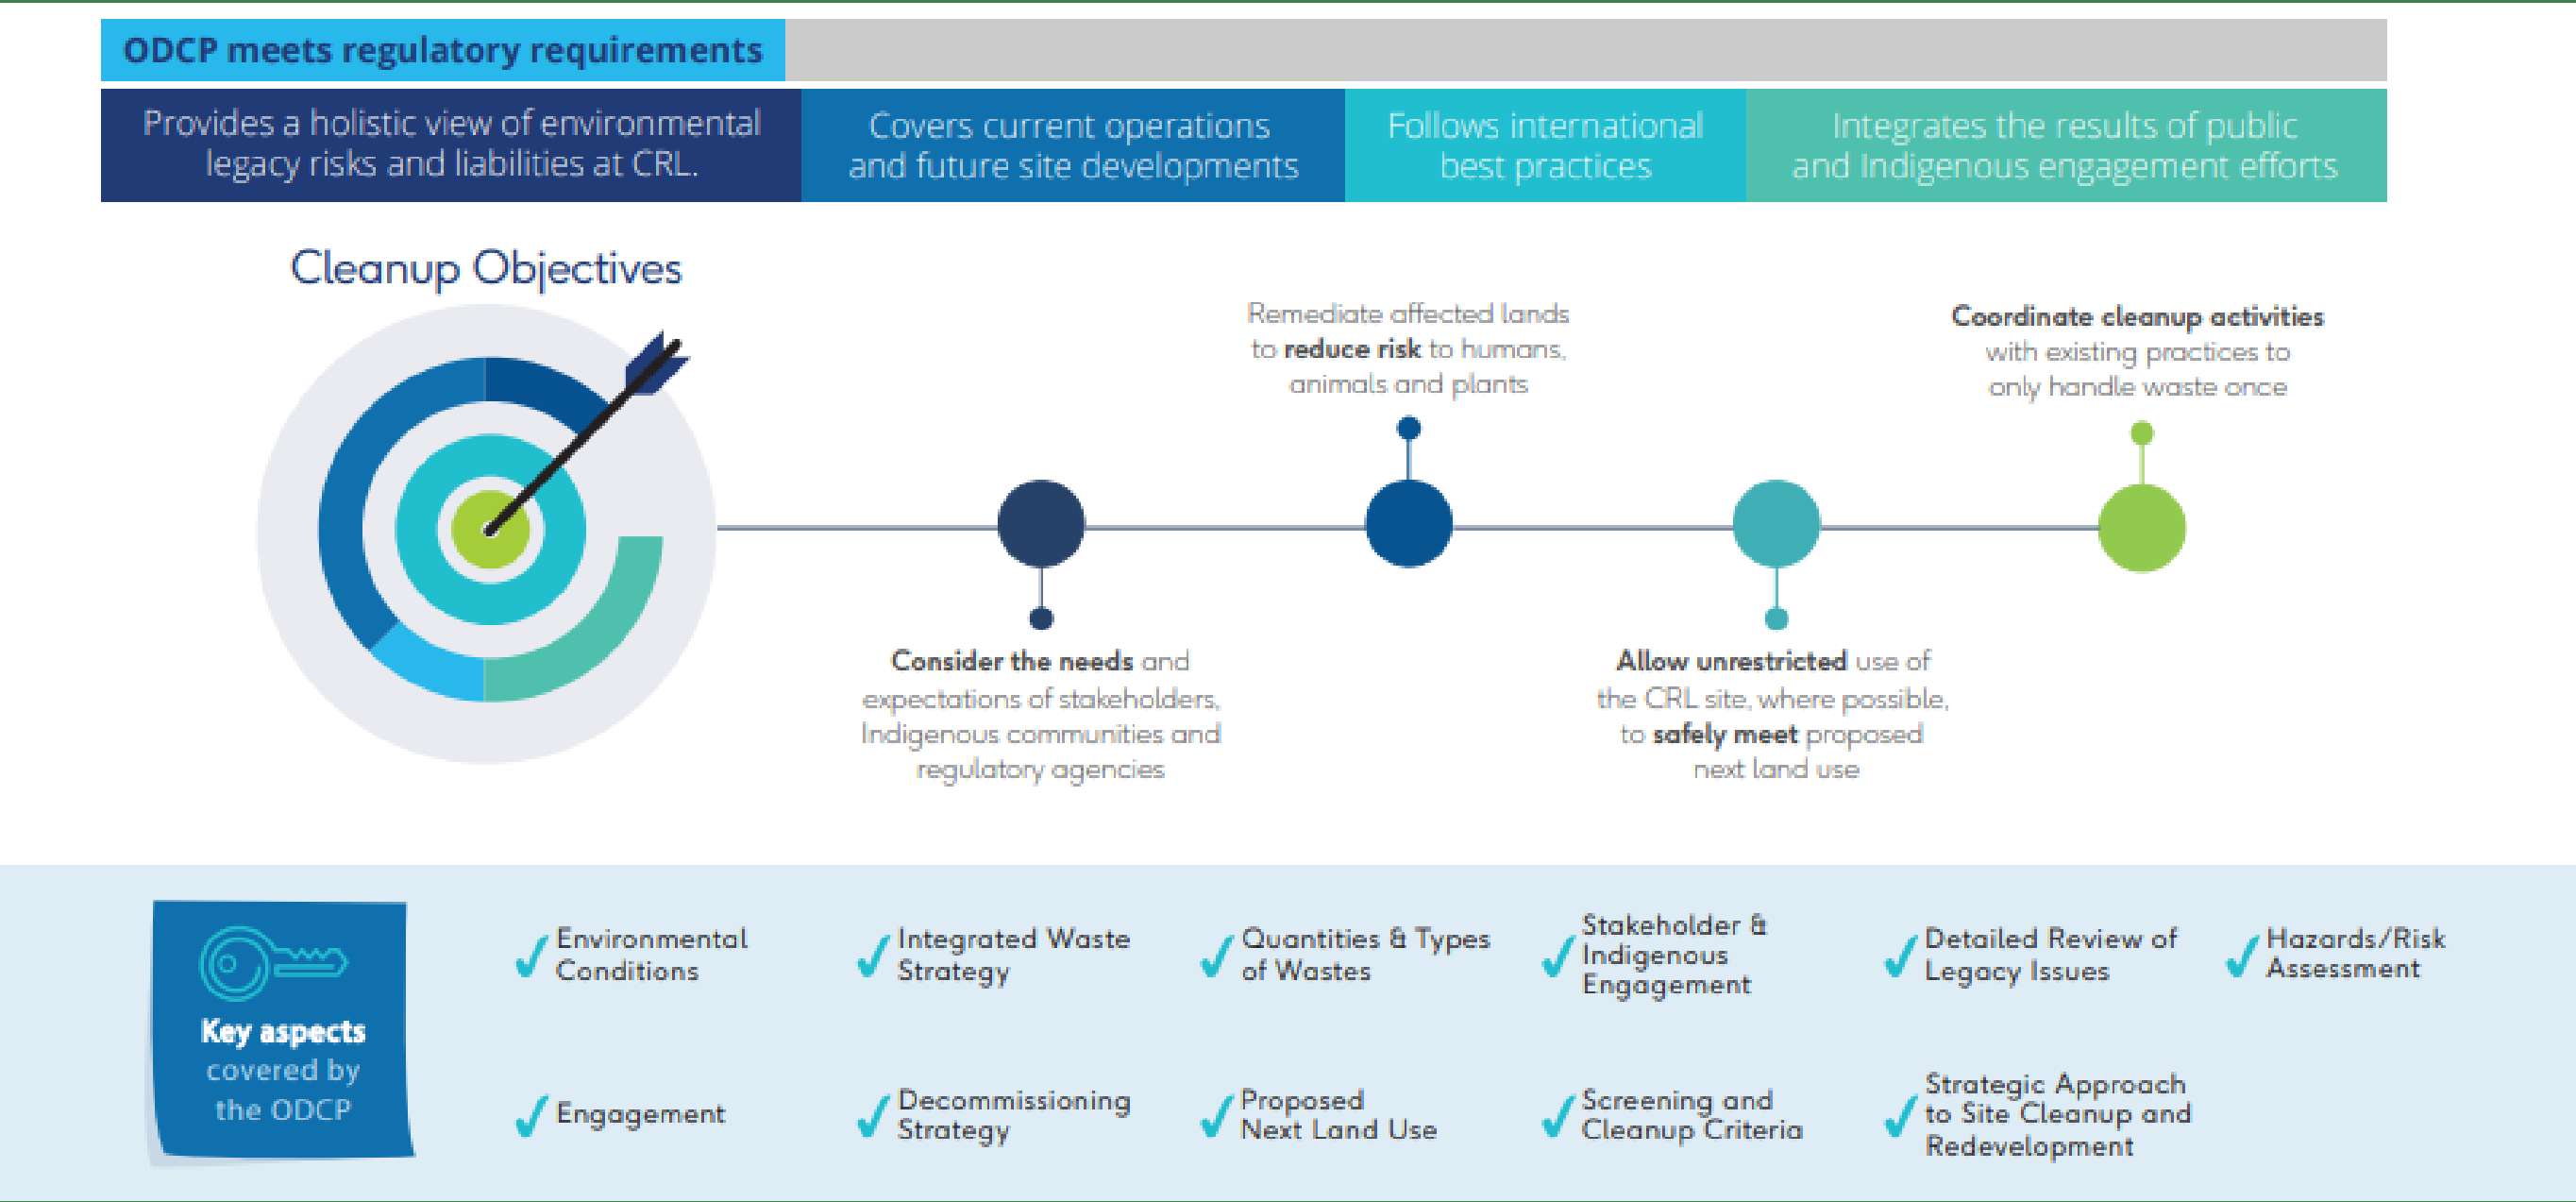 ODCP meets regulatory requirements
Provides a holistic view of environmental
legacy risks and liabilities at CRL.
Covers current operations
and future site developments
Follows international
best practices
Integrates the results of public
and Indigenous engagement efforts
Cleanup Objectives
Consider the needs and
expectations of stakeholders,
Indigenous communities and
regulatory agencies
Remediate affected lands
to reduce risk to humans,
animals and plants
Allow unrestricted use of
the CRL site, where possible,
to safely meet proposed
next land use
Coordinate cleanup activities
with existing practices to
only handle waste once
Key aspects
covered by
the ODCP
Environmental
Conditions
Integrated Waste
Strategy
Quantities & Types
of Wastes
Stakeholder &
Indigenous
Engagement
Detailed Review of
Legacy Issues
Hazards/Risk
Assessment
Engagement
Decommissioning
Strategy
Proposed
Next Land Use
Screening and
Cleanup Criteria
Strategic Approach
to Site Cleanup and
Redevelopment